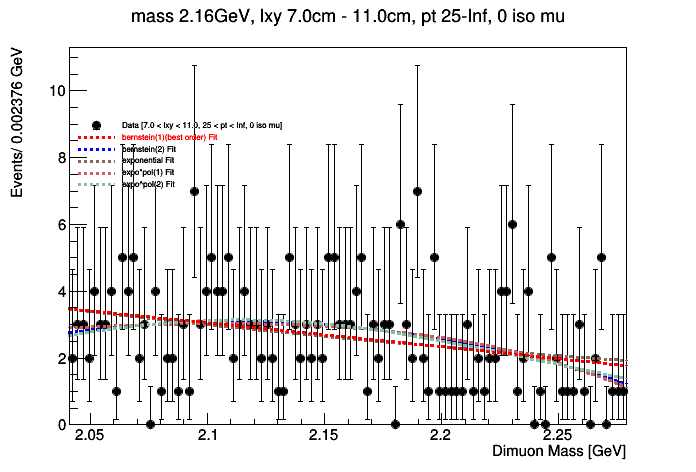 mass 2.16GeV, lxy 7.0cm - 11.0cm, pt 25-Inf, 0 iso mu
Events/ 0.002376 GeV
10
8
6
4
2
0
Data [7.0 < lxy < 11.0, 25 < pt < Inf, 0 iso mu]
bernstein(1)(best order) Fit
bernstein(2) Fit
exponential Fit
expo*pol(1) Fit
expo*pol(2) Fit
2.05 2.1 2.15 2.2 2.25
Dimuon Mass [GeV]